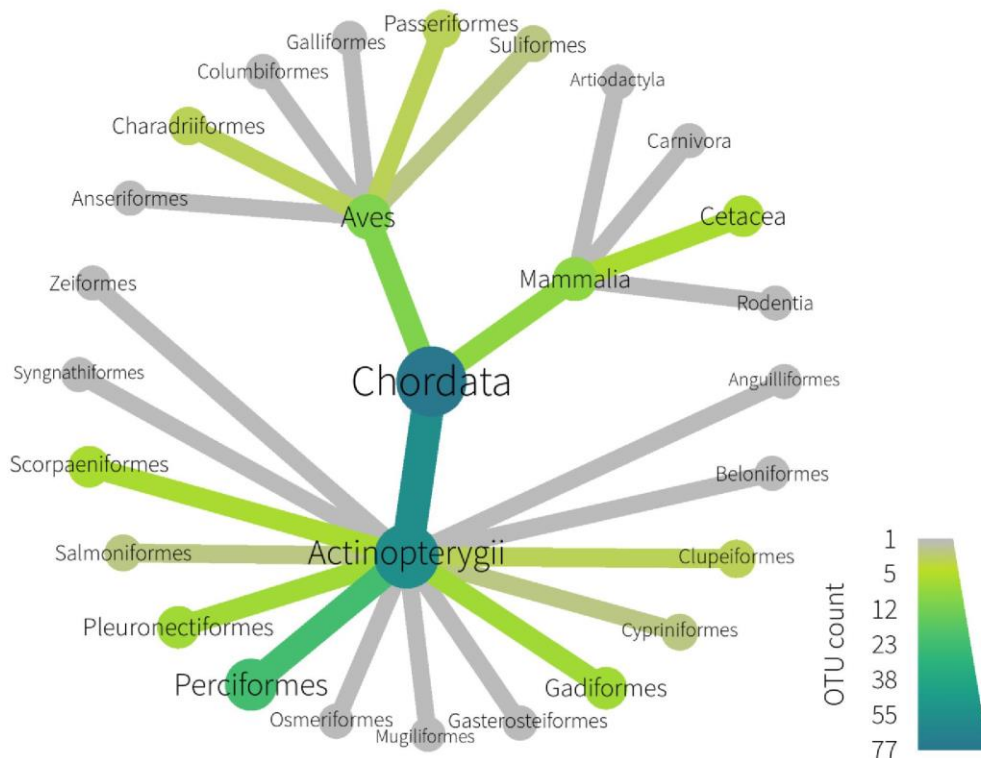 Passeriformes
Galliformes
Suliformes
Columbiformes
Artiodactyla
Charadriiformes
Carnivora
Anseriformes
Aves
Cetacea
Zeiformes
Mammalia
Rodentia
Syngnathiformes
Chordata
Anguilliformes
Scorpaeniformes
Beloniformes
Salmoniformes
Actinopterygii
Clupeiformes
Pleuronectiformes
Cypriniformes
Perciformes
Gadiformes
Osmeriformes
Mugiliformes
Gasterosteiformes
OTU count
1
5
12
23
38
55
77